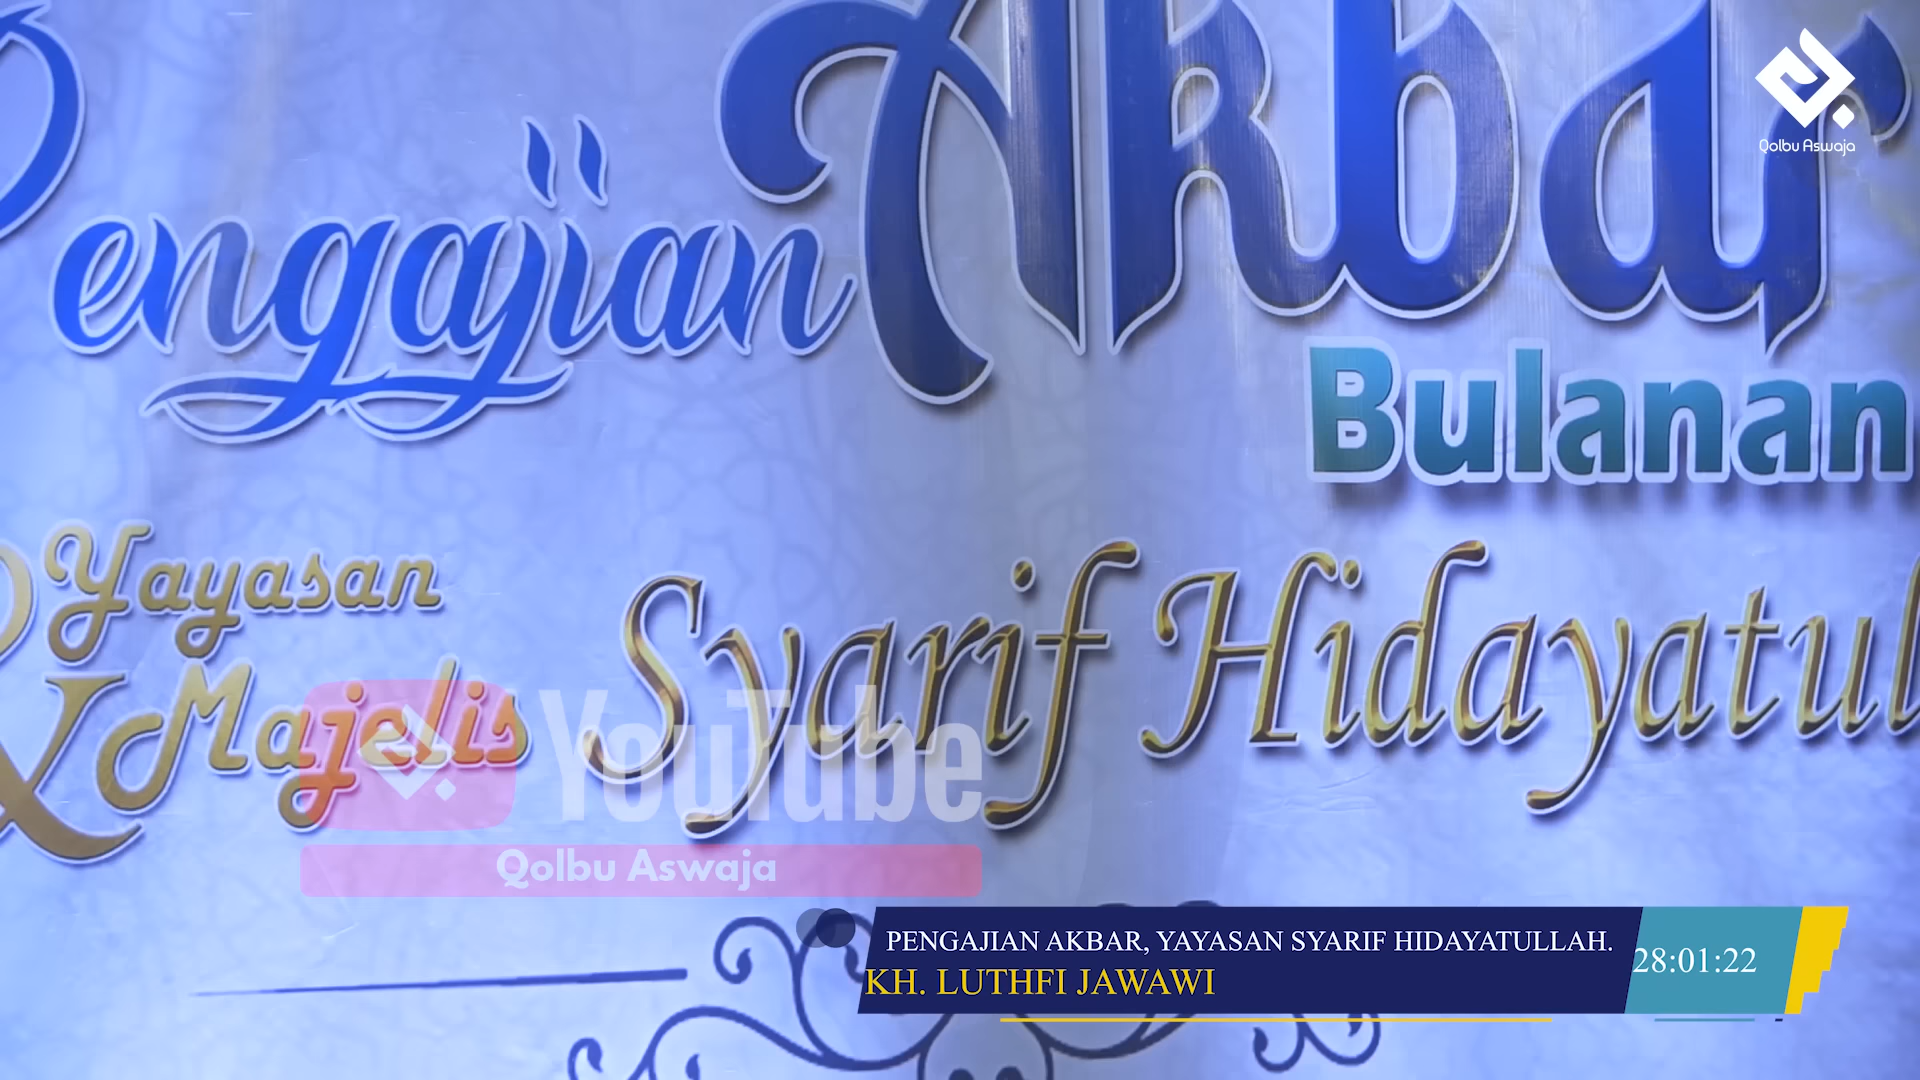 Pengajian Akbar
Qolbu Aswaja
Bulanan
Yayasan
& Majelis
Syarif Hidayatul
YouTube
Qolbu Aswaja
PENGAJIAN AKBAR, YAYASAN SYARIF HIDAYATULLAH.
KH. LUTHFI JAWAWI
28:01:22